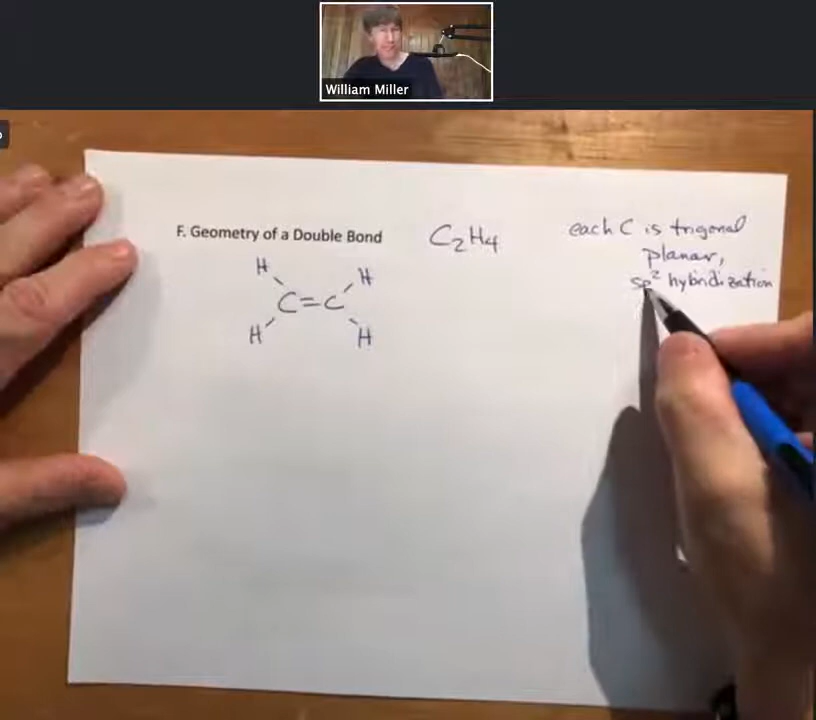 William Miller
F. Geometry of a Double Bond
C₂H₄
each C is trigonal
planar,
sp² hybridization
H H
C=C
H H